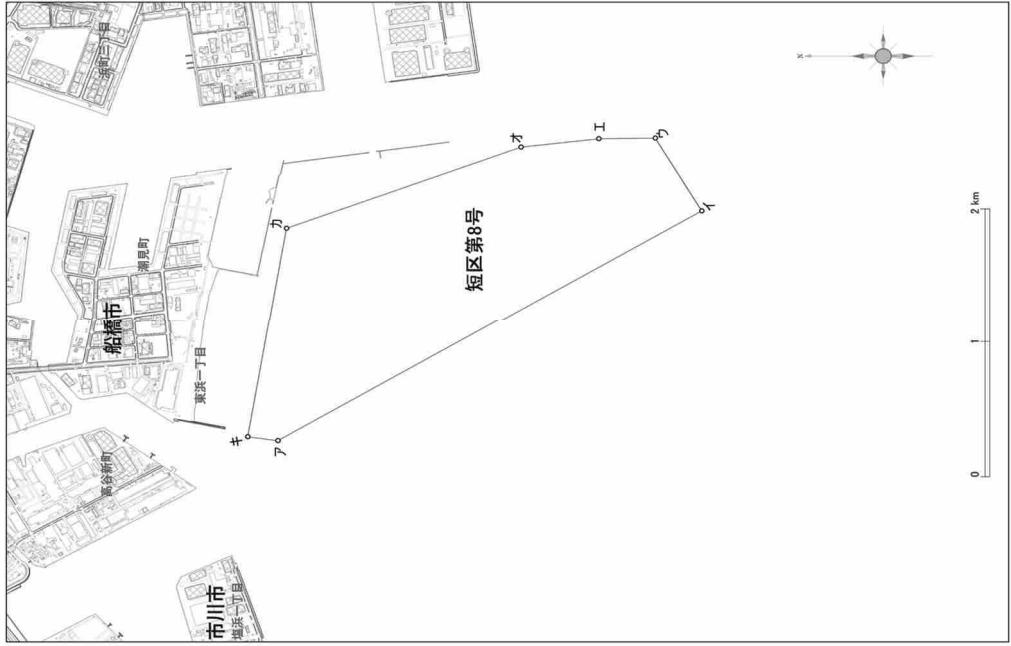 浜町三丁目
N
潮見町
船橋市
東浜一丁目
高谷新町
市川市
塩浜一丁目
短区第8号
ア
イ
ウ
エ
オ
カ
キ
0 1 2 km